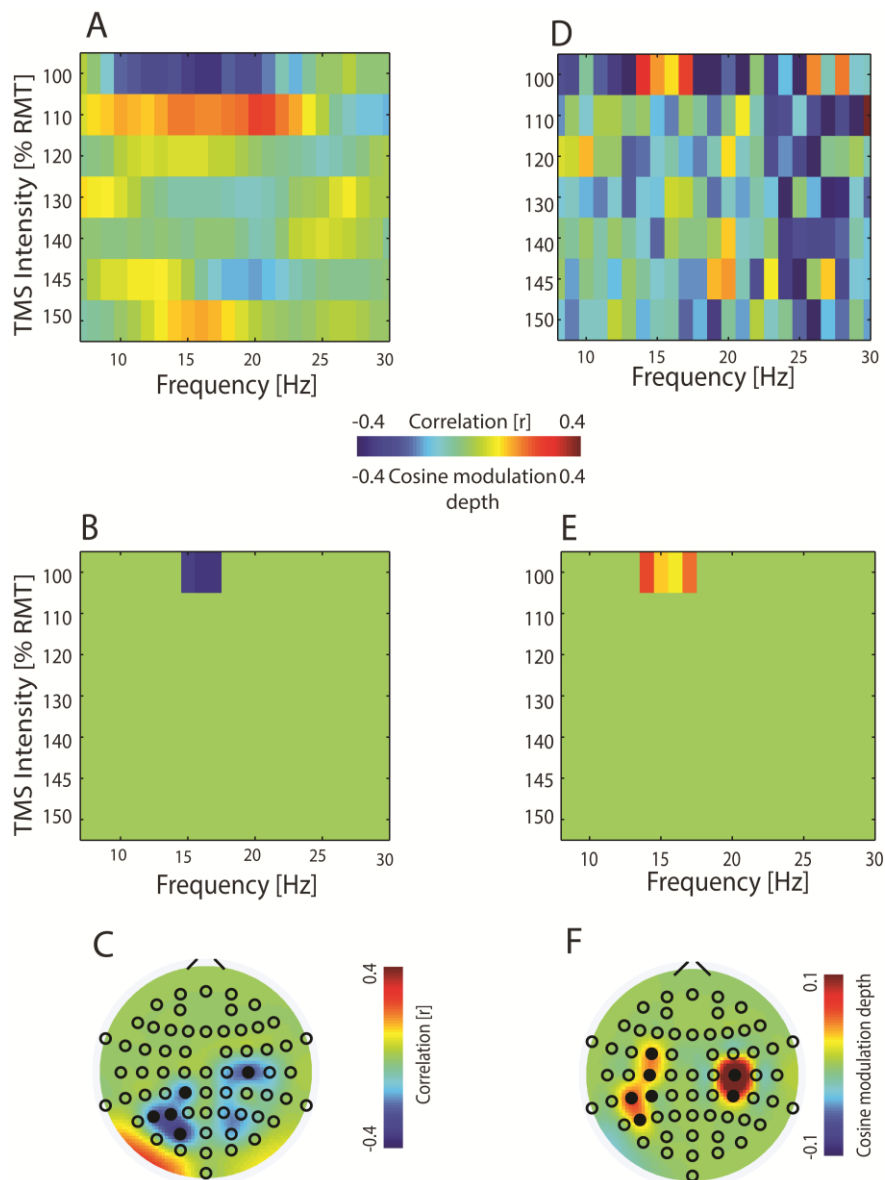 A
D
TMS Intensity [% RMT]
100
110
120
130
140
145
150
10 15 20 25 30
Frequency [Hz]
100
110
120
130
140
145
150
10 15 20 25 30
Frequency [Hz]
-0.4 Correlation [r] 0.4
-0.4 Cosine modulation 0.4
depth
B
E
TMS Intensity [% RMT]
100
110
120
130
140
145
150
10 15 20 25 30
Frequency [Hz]
100
110
120
130
140
145
150
10 15 20 25 30
Frequency [Hz]
C
0.4
-0.4
Correlation [r]
F
0.1
-0.1
Cosine modulation depth